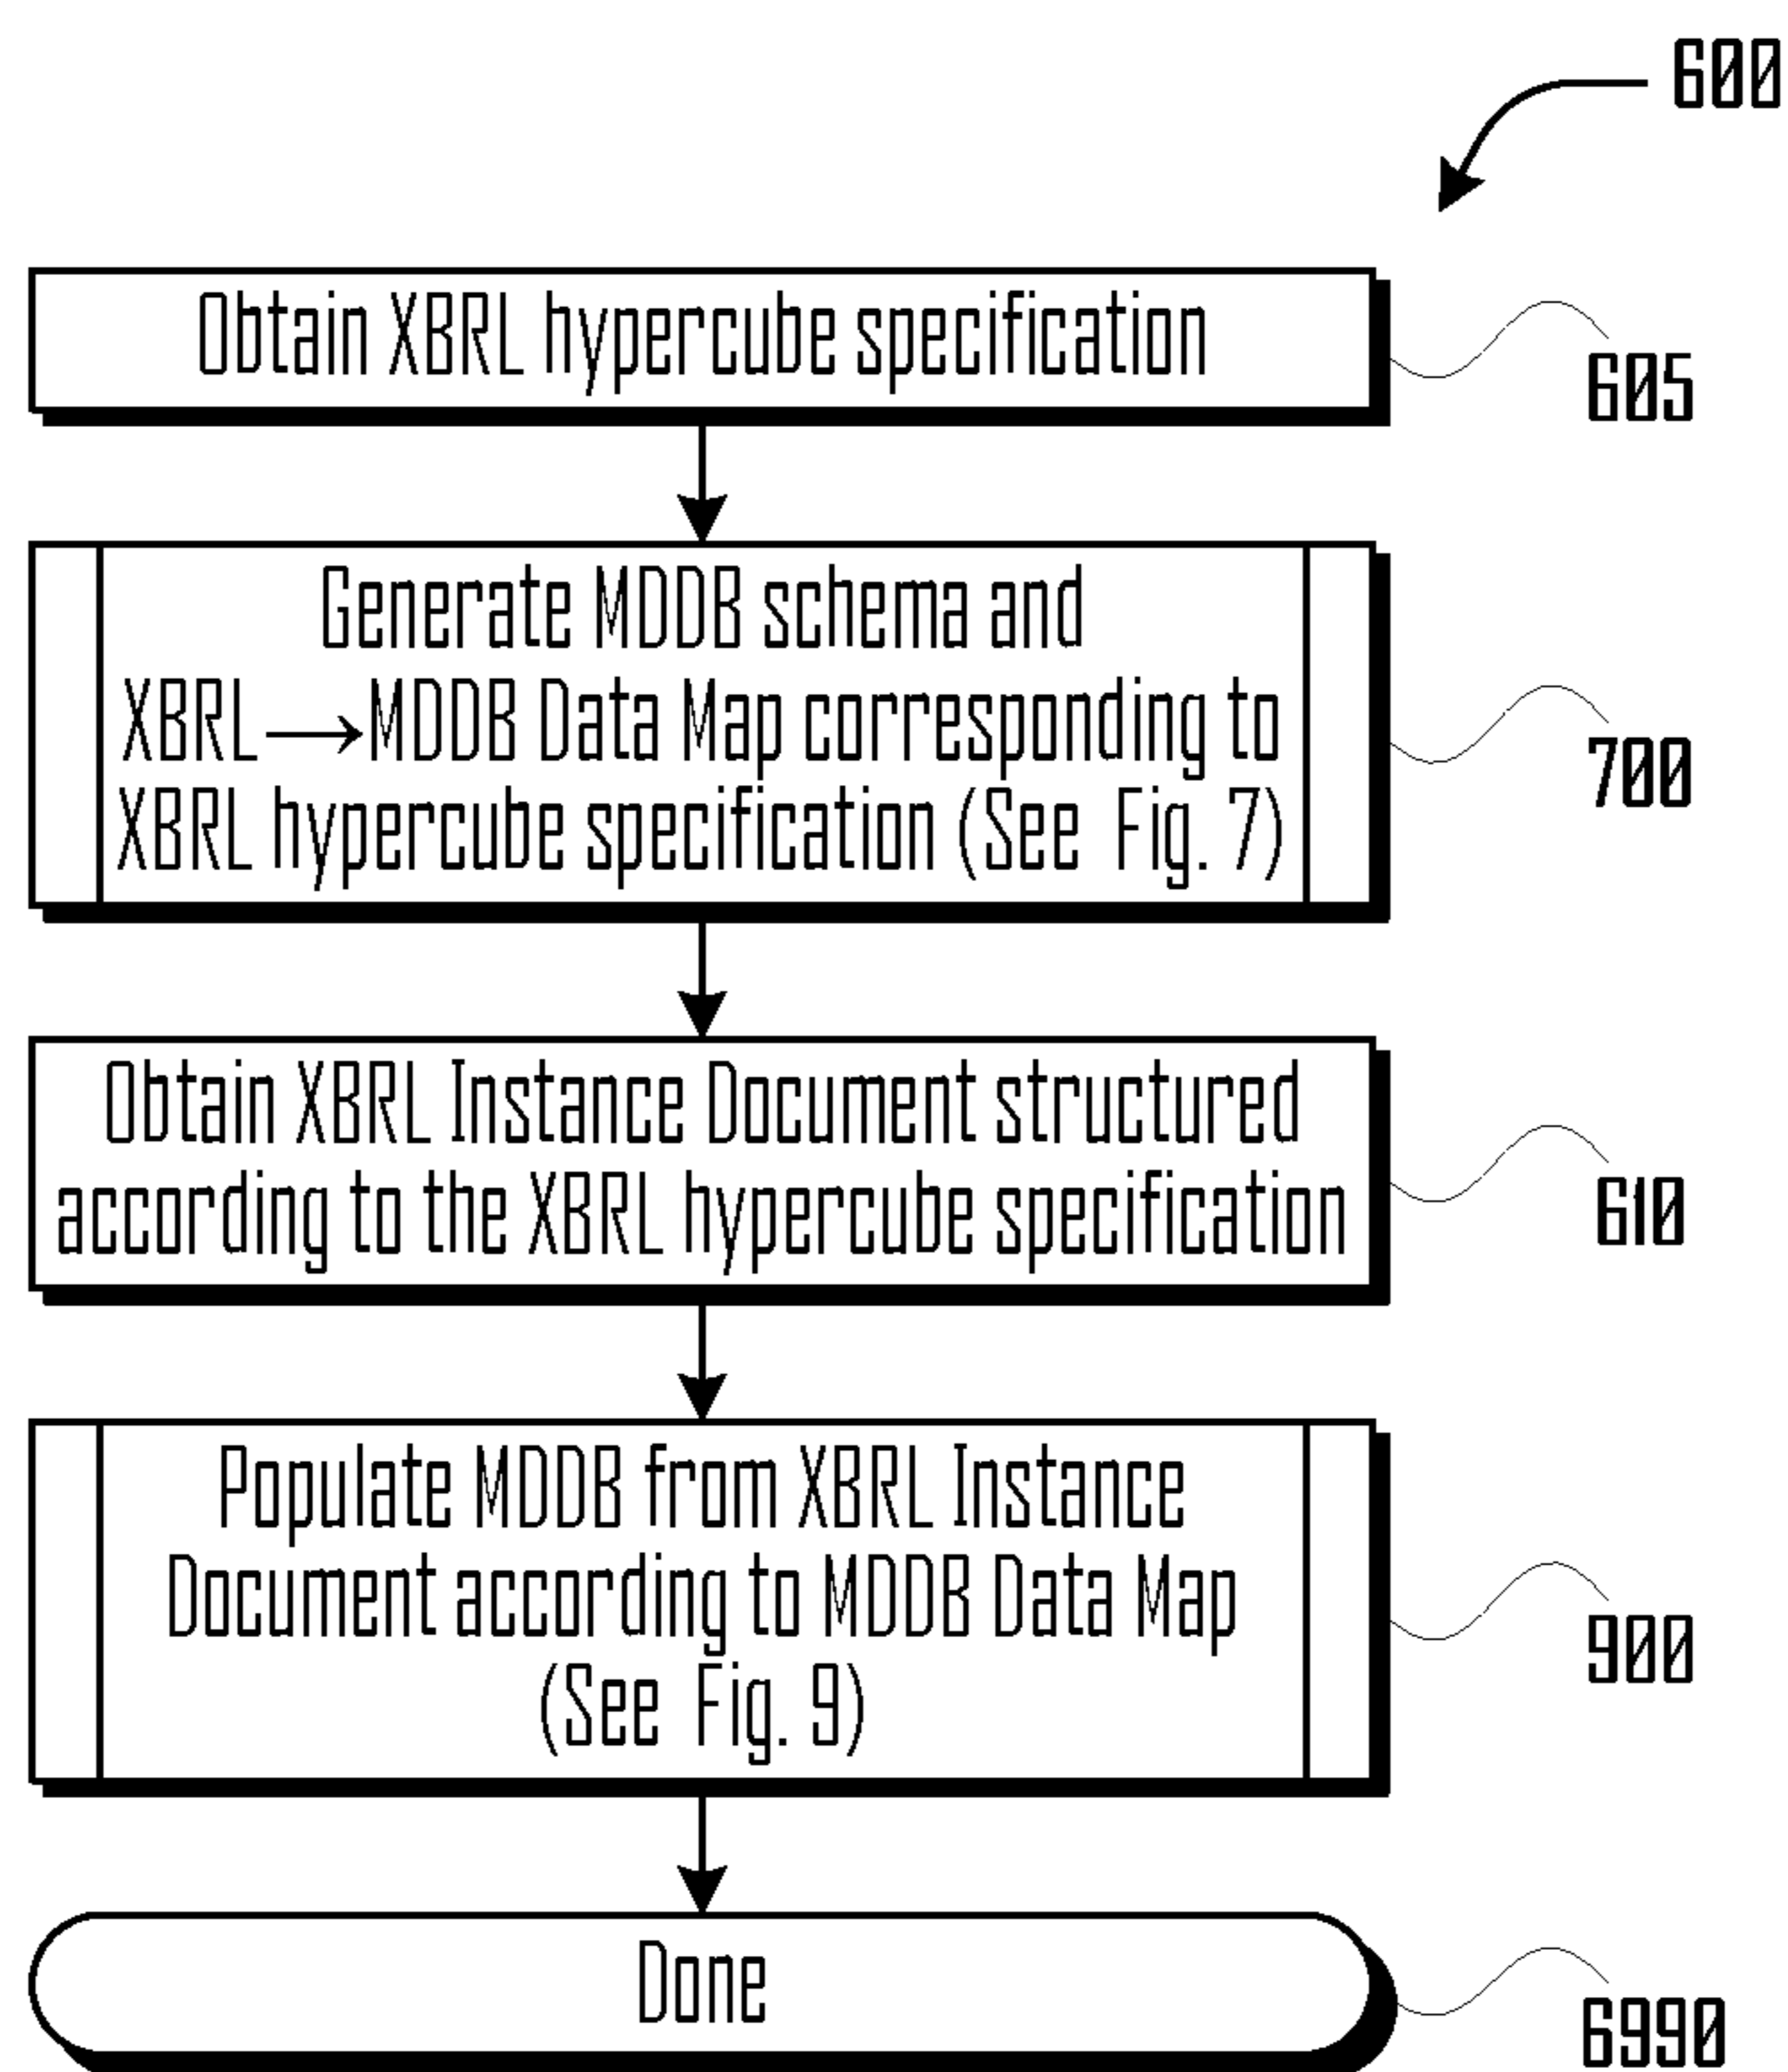 600
Obtain XBRL hypercube specification
605
Generate MDDB schema and
XBRL→MDDB Data Map corresponding to
XBRL hypercube specification (See Fig. 7)
700
Obtain XBRL Instance Document structured
according to the XBRL hypercube specification
610
Populate MDDB from XBRL Instance
Document according to MDDB Data Map
(See Fig. 9)
900
Done
6990